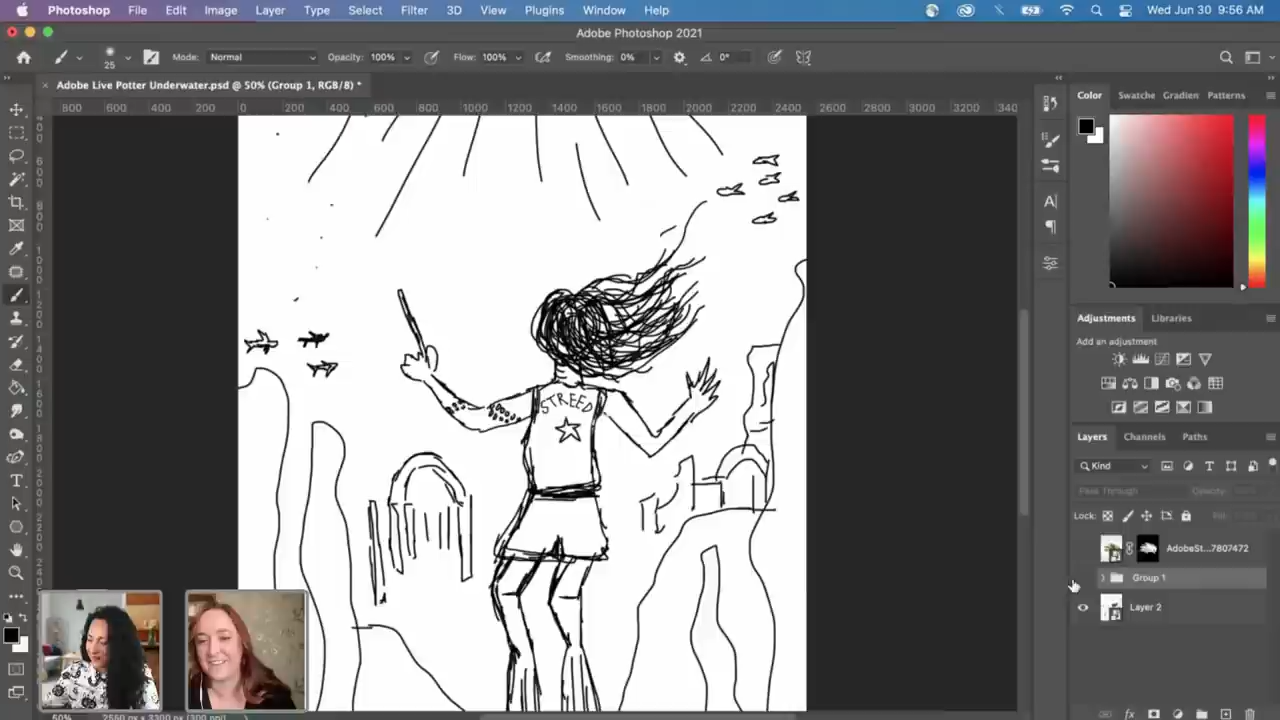 Photoshop File Edit Image Layer Type Select Filter 3D View Plugins Window Help Wed Jun 30 9:56 AM
Adobe Photoshop 2021
25 Mode: Normal Opacity: 100% Flow: 100% Smoothing: 0% 0°
Adobe Live Potter Underwater.psd @ 50% (Group 1, RGB/8) *
800 600 400 200 0 200 400 600 800 1000 1200 1400 1600 1800 2000 2200 2400 2600 2800 3000 3200 340
Color Swatche Gradien Patterns
Adjustments Libraries
Add an adjustment
STREED
Layers Channels Paths
Kind
Pass Through Opacity:
Lock:
AdobeSt...7807472
Group 1
Layer 2
50% 2550 px x 3300 px (300 ppi)